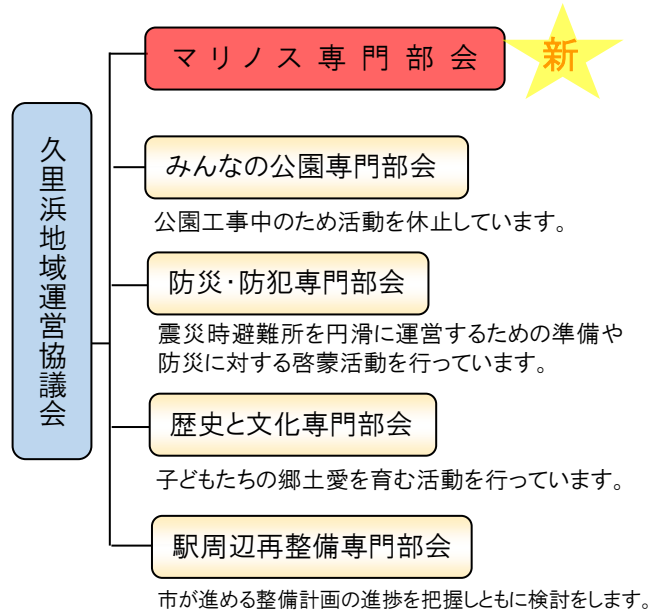 マリノス専門部会
新
久里浜地域運営協議会
みんなの公園専門部会
公園工事中のため活動を休止しています。
防災・防犯専門部会
震災時避難所を円滑に運営するための準備や
防災に対する啓蒙活動を行っています。
歴史と文化専門部会
子どもたちの郷土愛を育む活動を行っています。
駅周辺再整備専門部会
市が進める整備計画の進捗を把握しともに検討をします。